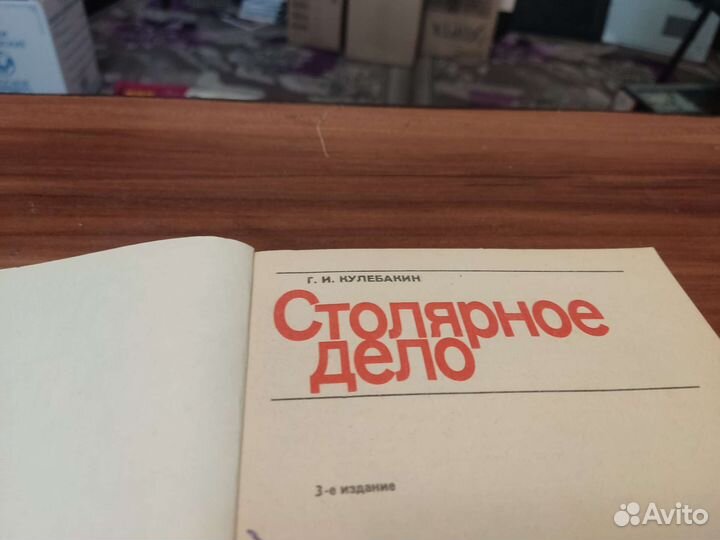 Г. И. КУЛЕБАКИН
Столярное
дело
3-е издание
Avito